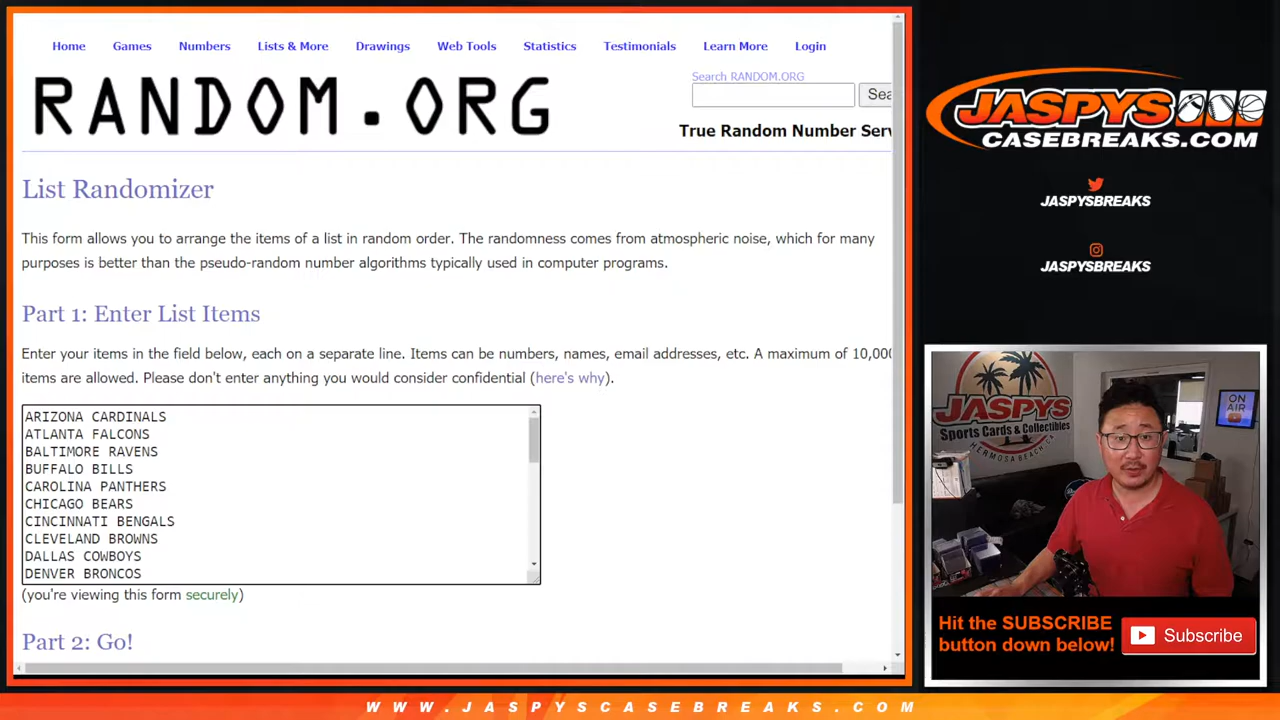 Home Games Numbers Lists & More Drawings Web Tools Statistics Testimonials Learn More Login
RANDOM.ORG
Search RANDOM.ORG
Sea
True Random Number Serv
List Randomizer
This form allows you to arrange the items of a list in random order. The randomness comes from atmospheric noise, which for many
purposes is better than the pseudo-random number algorithms typically used in computer programs.
Part 1: Enter List Items
Enter your items in the field below, each on a separate line. Items can be numbers, names, email addresses, etc. A maximum of 10,000
items are allowed. Please don't enter anything you would consider confidential (here's why).
ARIZONA CARDINALS
ATLANTA FALCONS
BALTIMORE RAVENS
BUFFALO BILLS
CAROLINA PANTHERS
CHICAGO BEARS
CINCINNATI BENGALS
CLEVELAND BROWNS
DALLAS COWBOYS
DENVER BRONCOS
(you're viewing this form securely)
Part 2: Go!
JASPYS
CASEBREAKS.COM
JASPYSBREAKS
JASPYSBREAKS
JASPYS
Sports Cards & Collectibles
HERMOSA BEACH, CA
ON AIR
Hit the SUBSCRIBE
button down below!
Subscribe
WWW.JASPYSCASEBREAKS.COM